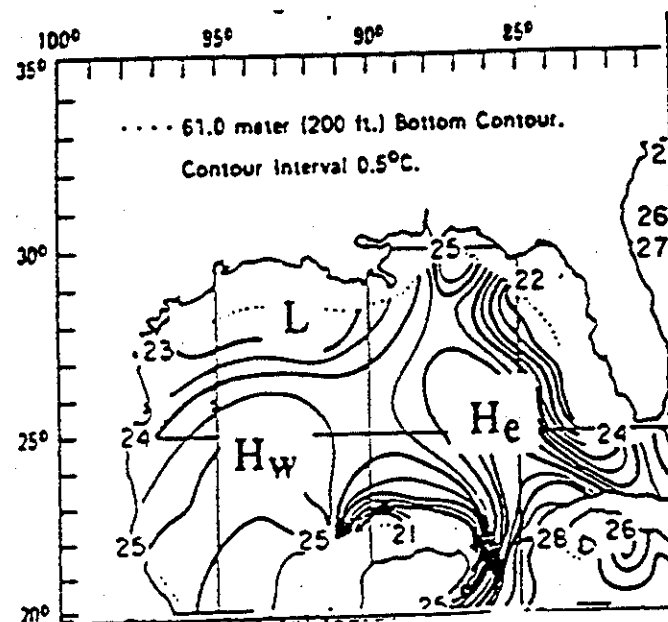 100° 95° 90° 85°
35°
···· 61.0 meter (200 ft.) Bottom Contour.
Contour Interval 0.5°C.
26
30° 25 27
22
L
23
24 He 24
25° Hw
25 25 21 28 26
20° 25